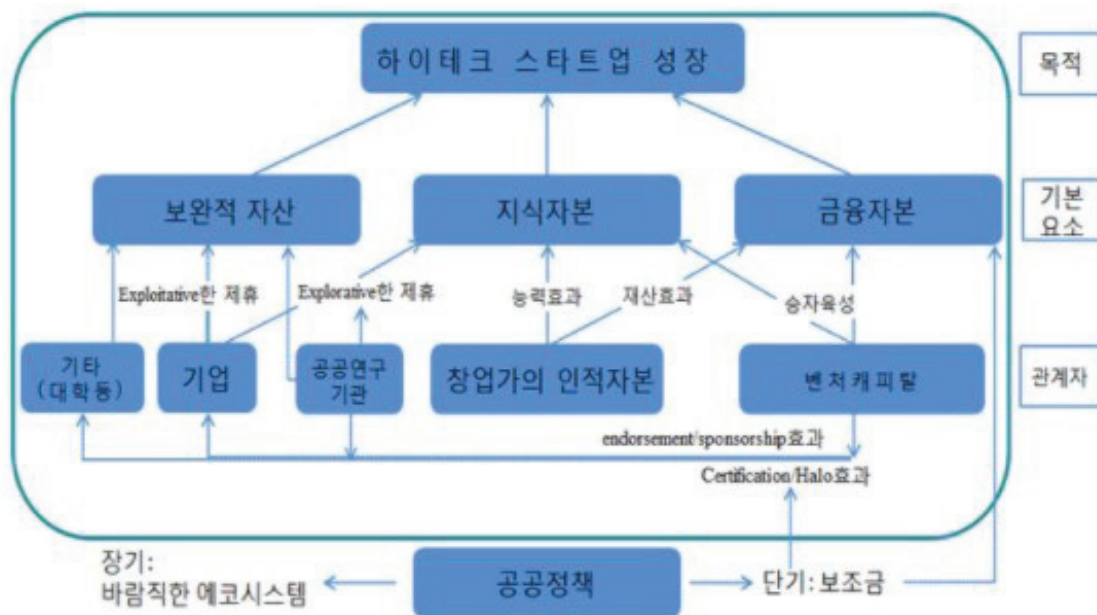 하이테크 스타트업 성장
목적
보완적 자산
지식자본
금융자본
기본
요소
Exploitative한 제휴
Explorative한 제휴
능력효과
재산효과
승자육성
기타
(대학등)
기업
공공연구
기관
창업가의 인적자본
벤처캐피탈
관계자
endorsement/sponsorship효과
Certification/Halo효과
장기:
바람직한 에코시스템
공공정책
단기: 보조금